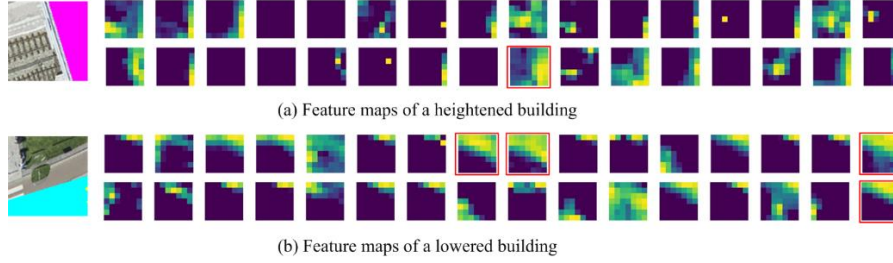 (a) Feature maps of a heightened building
(b) Feature maps of a lowered building